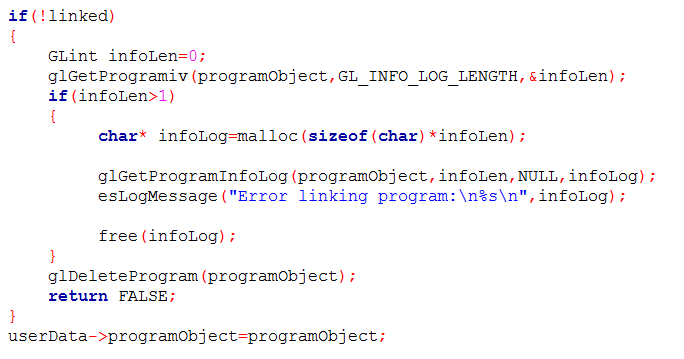 if(!linked)
{
    GLint infoLen=0;
    glGetProgramiv(programObject,GL_INFO_LOG_LENGTH,&infoLen);
    if(infoLen>1)
    {
         char* infoLog=malloc(sizeof(char)*infoLen);

         glGetProgramInfoLog(programObject,infoLen,NULL,infoLog);
         esLogMessage("Error linking program:\n%s\n",infoLog);

         free(infoLog);
    }
    glDeleteProgram(programObject);
    return FALSE;
}
userData->programObject=programObject;